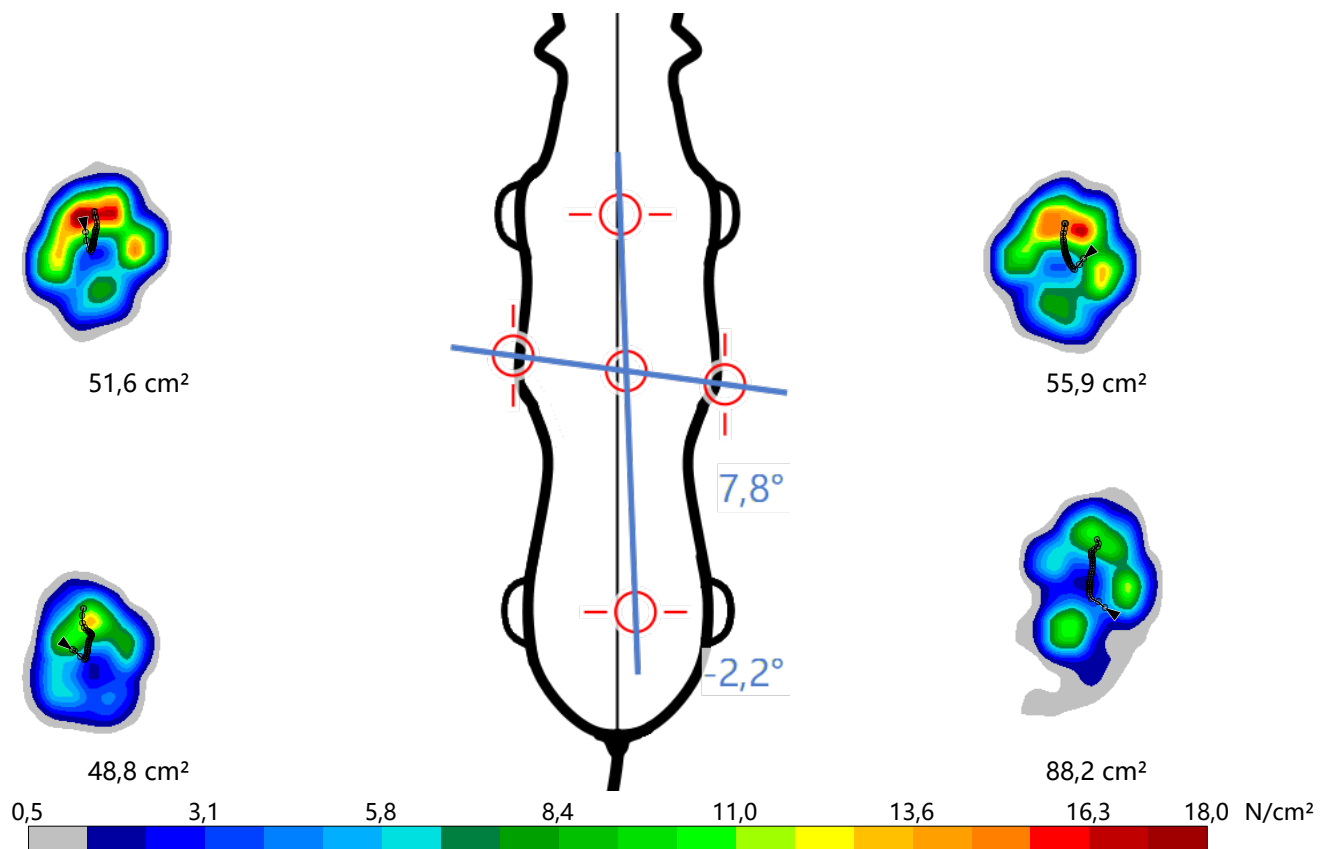 51,6 cm²
55,9 cm²
7,8°
-2,2°
48,8 cm²
88,2 cm²
0,5 3,1 5,8 8,4 11,0 13,6 16,3 18,0 N/cm²